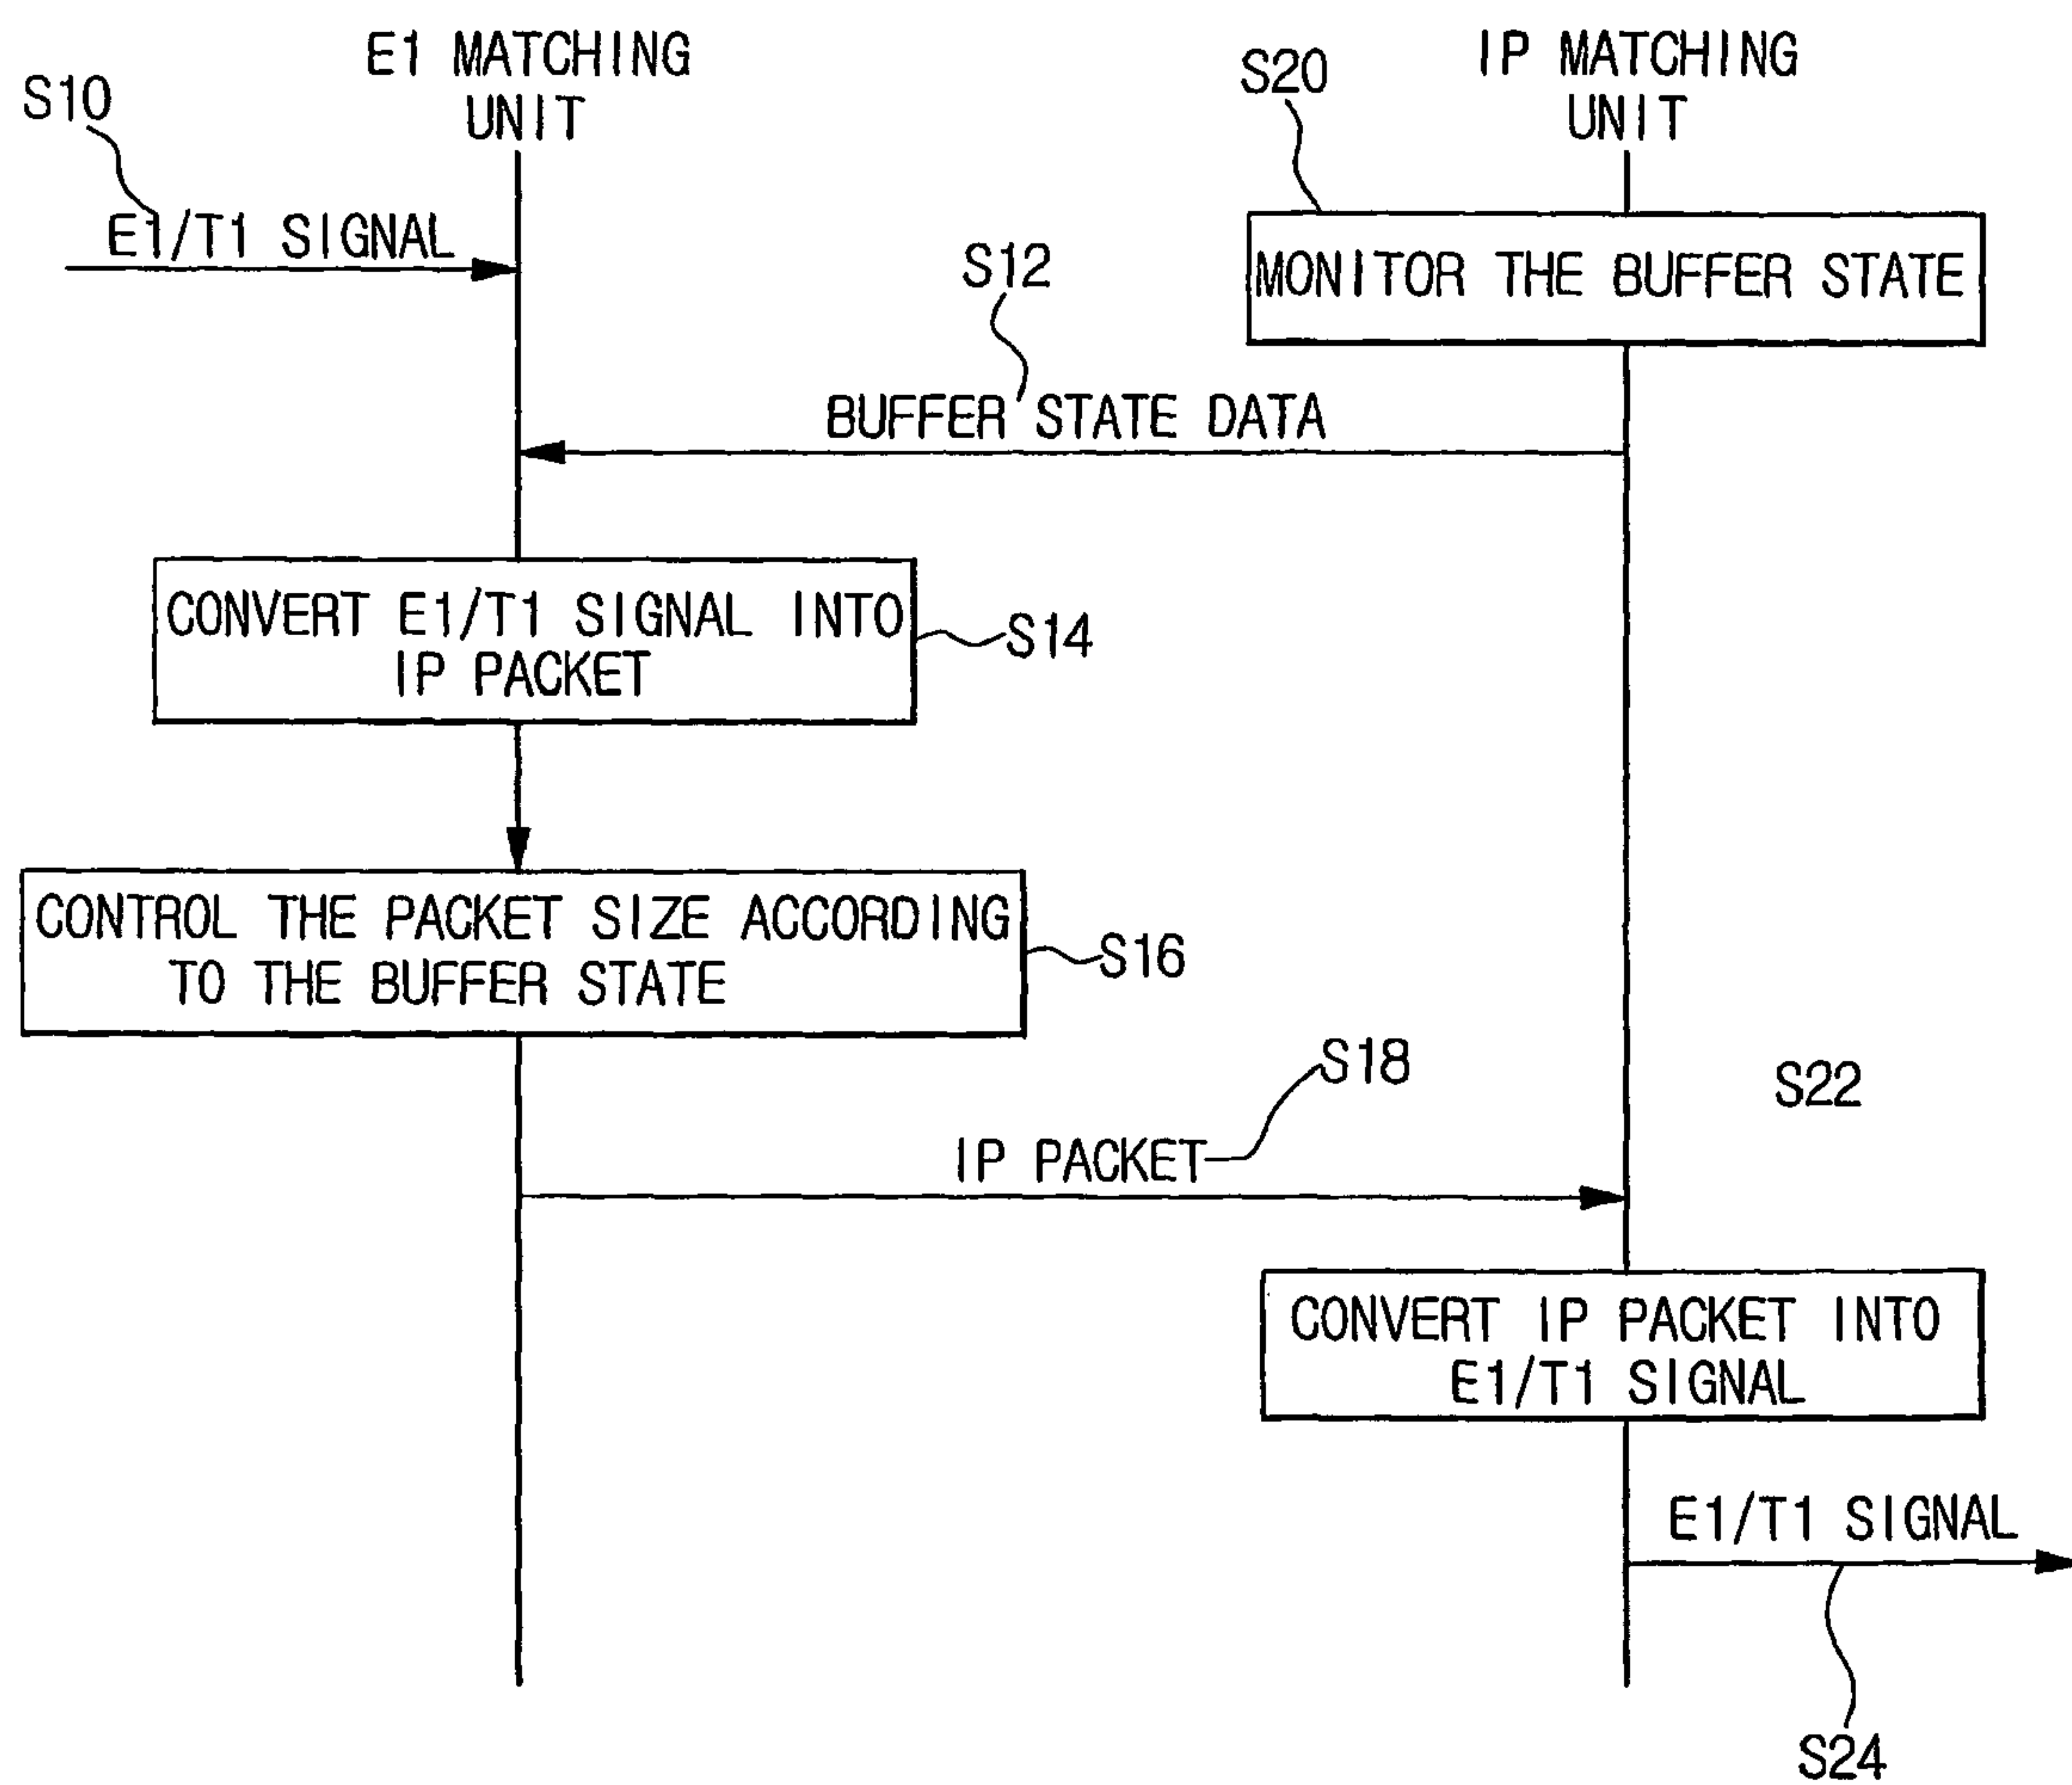 E1 MATCHING
UNIT
IP MATCHING
UNIT
S10
S20
E1/T1 SIGNAL
S12
MONITOR THE BUFFER STATE
BUFFER STATE DATA
CONVERT E1/T1 SIGNAL INTO
IP PACKET
S14
CONTROL THE PACKET SIZE ACCORDING
TO THE BUFFER STATE
S16
S18
S22
IP PACKET
CONVERT IP PACKET INTO
E1/T1 SIGNAL
E1/T1 SIGNAL
S24